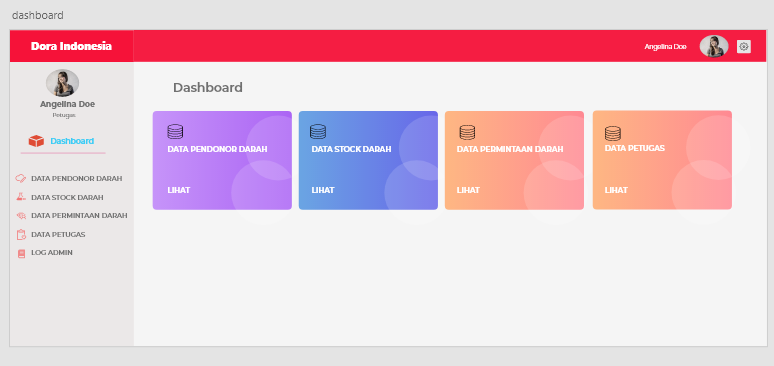 dashboard
Dora Indonesia
Angelina Doe
Angelina Doe
Petugas
Dashboard
DATA PENDONOR DARAH
DATA STOCK DARAH
DATA PERMINTAAN DARAH
DATA PETUGAS
LOG ADMIN
Dashboard
DATA PENDONOR DARAH
LIHAT
DATA STOCK DARAH
LIHAT
DATA PERMINTAAN DARAH
LIHAT
DATA PETUGAS
LIHAT